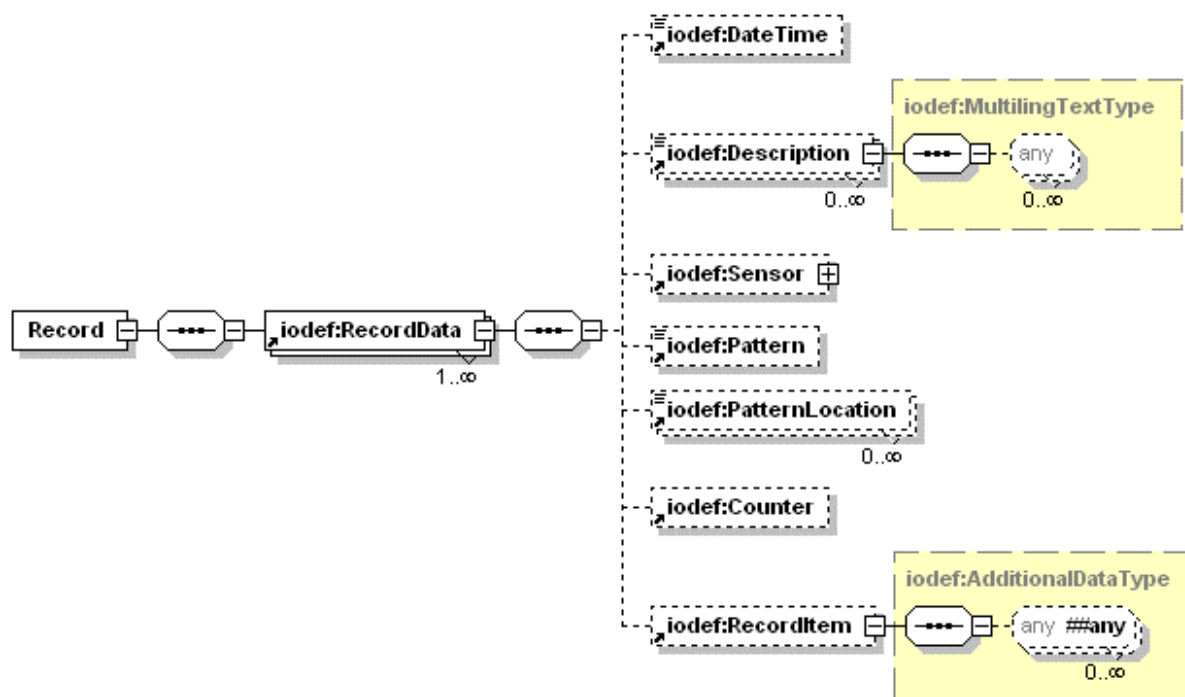 iodef:DateTime
iodef:MultilingTextType
iodef:Description
any
0..∞
0..∞
iodef:Sensor
Record
iodef:RecordData
1..∞
iodef:Pattern
iodef:PatternLocation
0..∞
iodef:Counter
iodef:AdditionalDataType
iodef:RecordItem
any ##any
0..∞